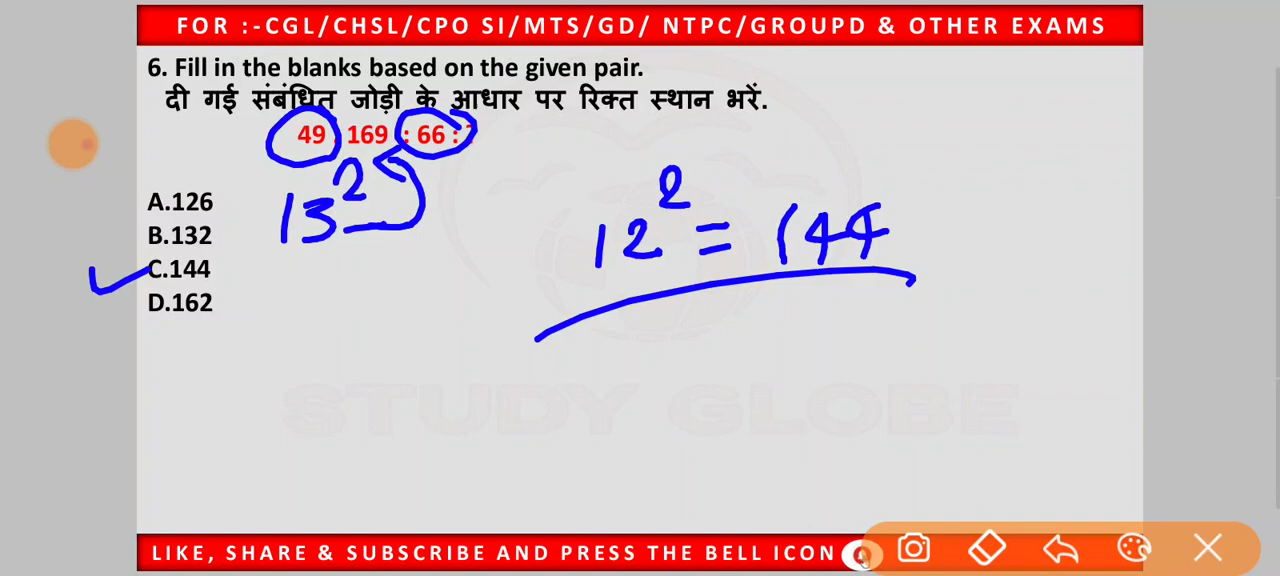 FOR :-CGL/CHSL/CPO SI/MTS/GD/ NTPC/GROUPD & OTHER EXAMS
6. Fill in the blanks based on the given pair.
दी गई संबंधित जोड़ी के आधार पर रिक्त स्थान भरें.
49 : 169 : : 66 : ?
13²
12² = 144
A.126
B.132
C.144
D.162
STUDY GLOBE
LIKE, SHARE & SUBSCRIBE AND PRESS THE BELL ICON